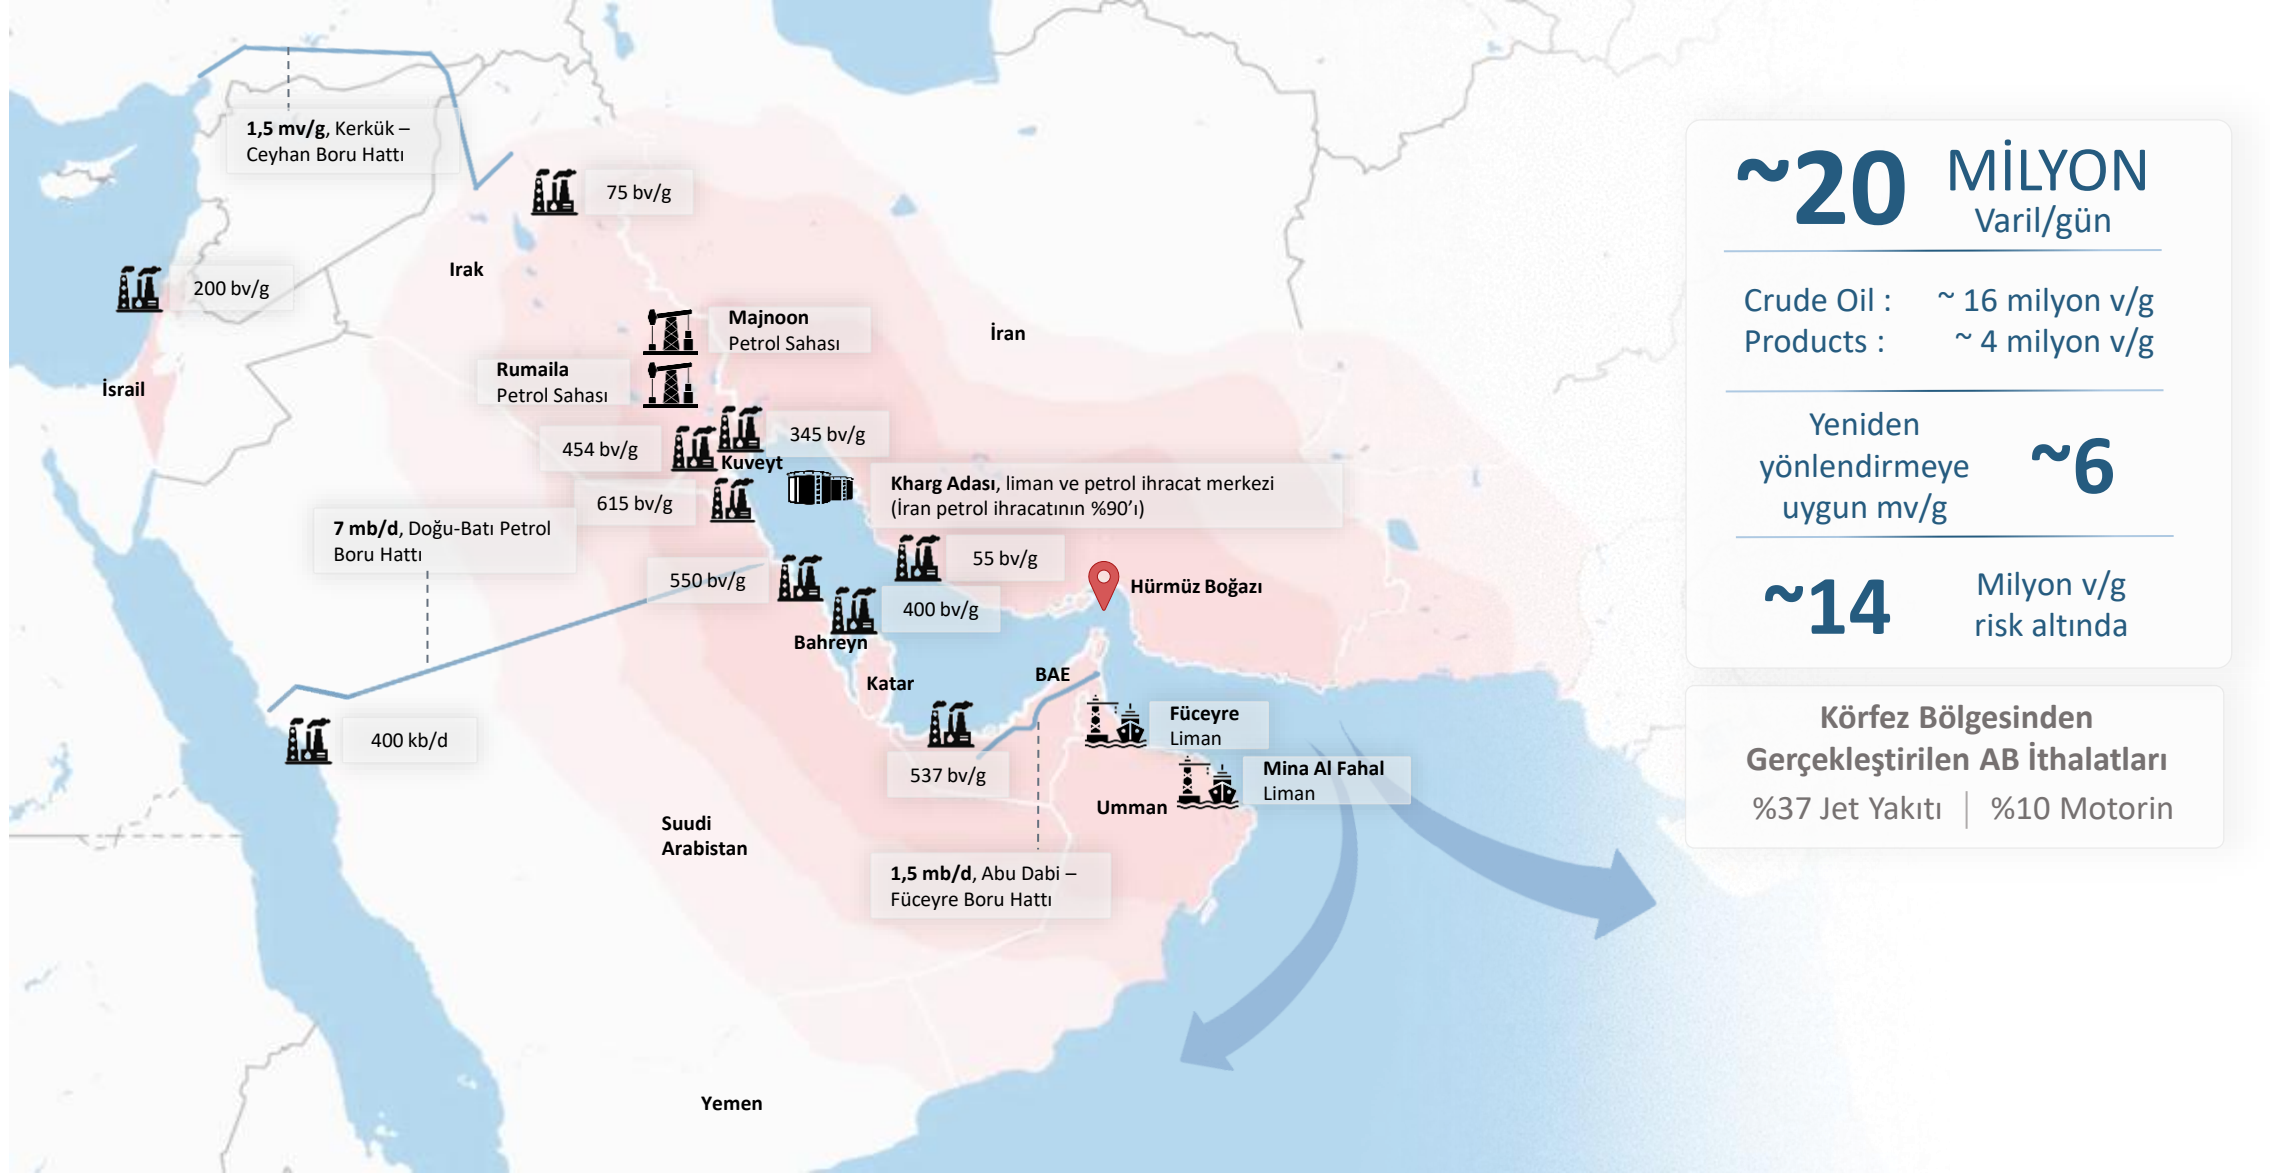 1,5 mv/g, Kerkük –
Ceyhan Boru Hattı
75 bv/g
200 bv/g
Irak
Majnoon
Petrol Sahası
İran
Rumaila
Petrol Sahası
İsrail
345 bv/g
454 bv/g
Kuveyt
Kharg Adası, liman ve petrol ihracat merkezi
(İran petrol ihracatının %90’ı)
615 bv/g
7 mb/d, Doğu-Batı Petrol
Boru Hattı
55 bv/g
550 bv/g
Hürmüz Boğazı
400 bv/g
Bahreyn
BAE
Katar
Füceyre
Liman
400 kb/d
537 bv/g
Mina Al Fahal
Liman
Umman
Suudi
Arabistan
1,5 mb/d, Abu Dabi –
Füceyre Boru Hattı
Yemen
~20 MİLYON
Varil/gün
Crude Oil : ~ 16 milyon v/g
Products : ~ 4 milyon v/g
Yeniden
yönlendirmeye
uygun mv/g
~6
~14
Milyon v/g
risk altında
Körfez Bölgesinden
Gerçekleştirilen AB İthalatları
%37 Jet Yakıtı | %10 Motorin